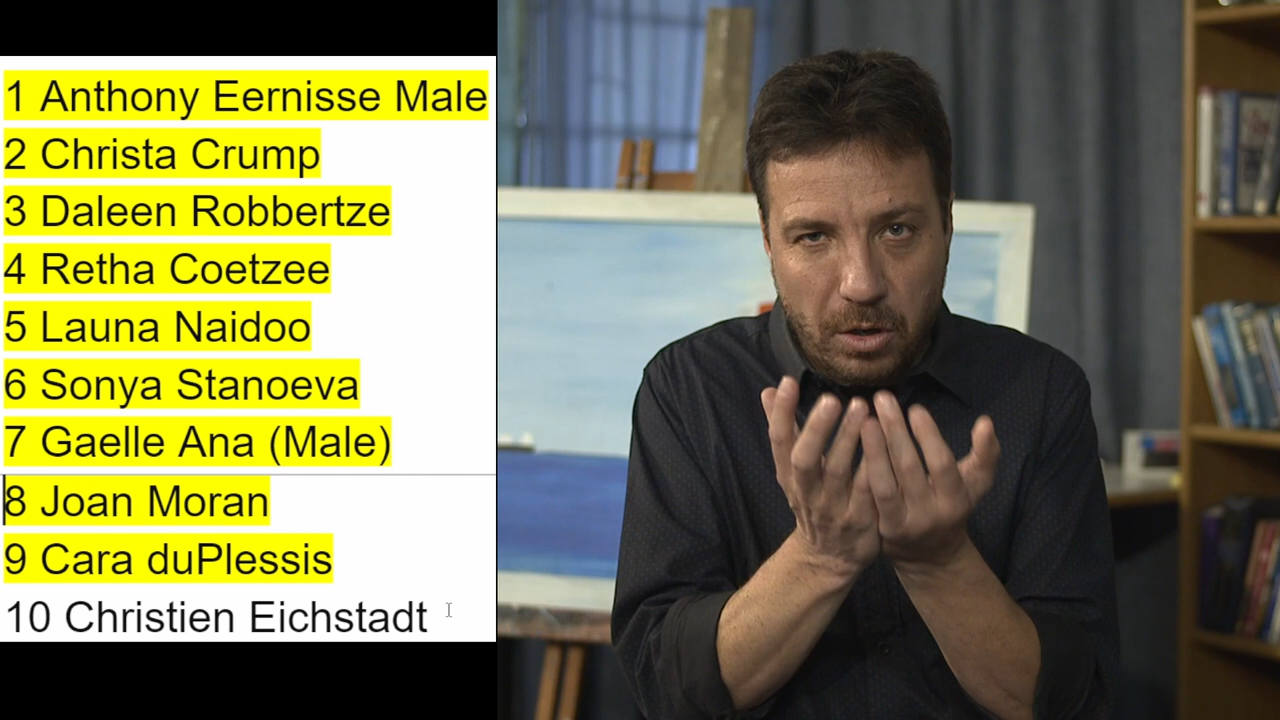 1 Anthony Eernisse Male
2 Christa Crump
3 Daleen Robbertze
4 Retha Coetzee
5 Launa Naidoo
6 Sonya Stanoeva
7 Gaelle Ana (Male)
8 Joan Moran
9 Cara duPlessis
10 Christien Eichstadt